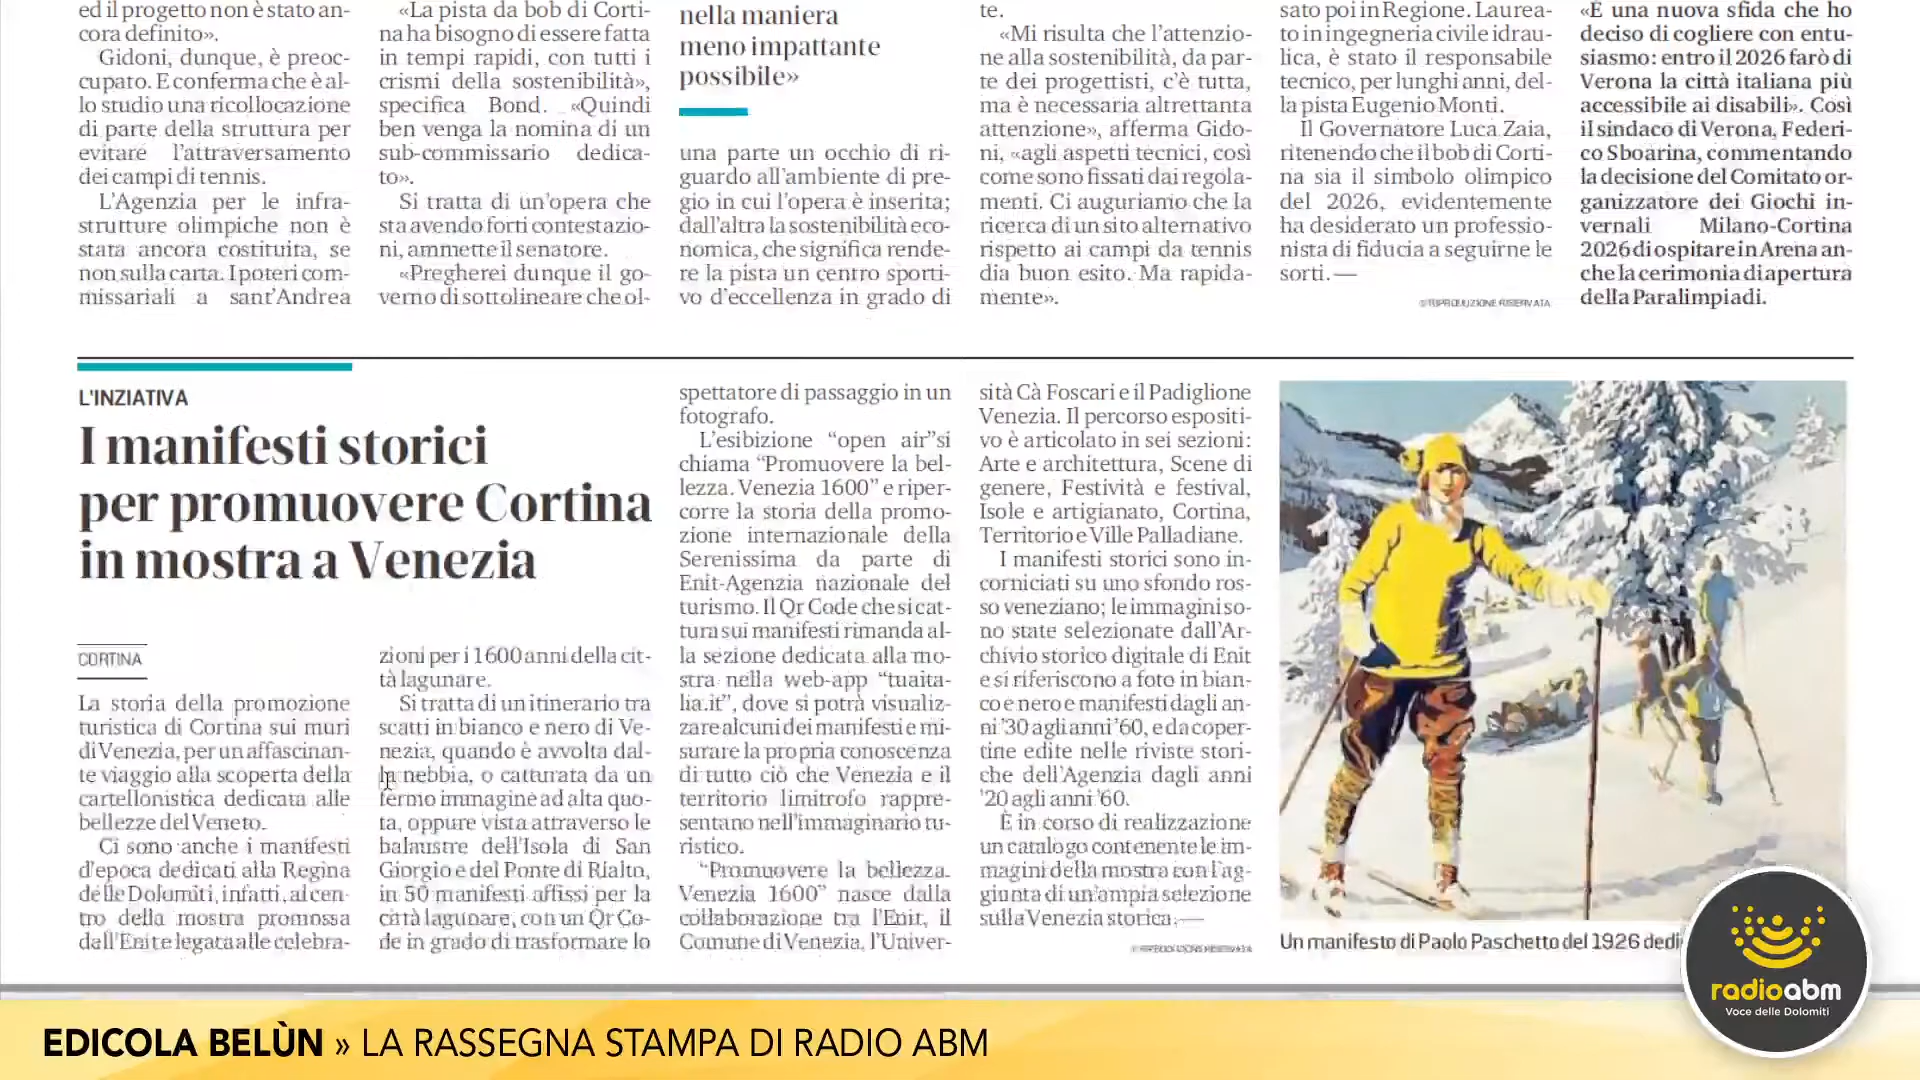 ed il progetto non è stato an-
cora definito».
Gidoni, dunque, è preoc-
cupato. E conferma che è al-
lo studio una ricollocazione
di parte della struttura per
evitare l'attraversamento
dei campi di tennis.
L'Agenzia per le infra-
strutture olimpiche non è
stata ancora costituita, se
non sulla carta. I poteri com-
missariali a sant'Andrea
«La pista da bob di Corti-
na ha bisogno di essere fatta
in tempi rapidi, con tutti i
crismi della sostenibilità»,
specifica Bond. «Quindi
ben venga la nomina di un
sub-commissario dedica-
to».
Si tratta di un'opera che
sta avendo forti contestazio-
ni, ammette il senatore.
«Pregherei dunque il go-
verno di sottolineare che ol-
nella maniera
meno impattante
possibile»
una parte un occhio di ri-
guardo all'ambiente di pre-
gio in cui l'opera è inserita;
dall'altra la sostenibilità eco-
nomica, che significa rende-
re la pista un centro sporti-
vo d'eccellenza in grado di
te.
«Mi risulta che l'attenzio-
ne alla sostenibilità, da par-
te dei progettisti, c'è tutta,
ma è necessaria altrettanta
attenzione», afferma Gido-
ni, «agli aspetti tecnici, così
come sono fissati dai regola-
menti. Ci auguriamo che la
ricerca di un sito alternativo
rispetto ai campi da tennis
dia buon esito. Ma rapida-
mente».
sato poi in Regione. Laurea-
to in ingegneria civile idrau-
lica, è stato il responsabile
tecnico, per lunghi anni, del-
la pista Eugenio Monti.
Il Governatore Luca Zaia,
ritenendo che il bob di Corti-
na sia il simbolo olimpico
del 2026, evidentemente
ha desiderato un professio-
nista di fiducia a seguirne le
sorti. —
© RIPRODUZIONE RISERVATA
«È una nuova sfida che ho
deciso di cogliere con entu-
siasmo: entro il 2026 farò di
Verona la città italiana più
accessibile ai disabili». Così
il sindaco di Verona, Federi-
co Sboarina, commentando
la decisione del Comitato or-
ganizzatore dei Giochi in-
vernali Milano-Cortina
2026 di ospitare in Arena an-
che la cerimonia di apertura
della Paralimpiadi.
L'INZIATIVA
I manifesti storici
per promuovere Cortina
in mostra a Venezia
CORTINA
La storia della promozione
turistica di Cortina sui muri
di Venezia, per un affascinan-
te viaggio alla scoperta della
cartellonistica dedicata alle
bellezze del Veneto.
Ci sono anche i manifesti
d'epoca dedicati alla Regina
delle Dolomiti, infatti, al cen-
tro della mostra promossa
dall'Enit e legata alle celebra-
zioni per i 1600 anni della cit-
tà lagunare.
Si tratta di un itinerario tra
scatti in bianco e nero di Ve-
nezia, quando è avvolta dal-
la nebbia, o catturata da un
fermo immagine ad alta quo-
ta, oppure vista attraverso le
balaustre dell'Isola di San
Giorgio e del Ponte di Rialto,
in 50 manifesti affissi per la
città lagunare, con un Qr Co-
de in grado di trasformare lo
spettatore di passaggio in un
fotografo.
L'esibizione “open air”si
chiama “Promuovere la bel-
lezza. Venezia 1600” e riper-
corre la storia della promo-
zione internazionale della
Serenissima da parte di
Enit-Agenzia nazionale del
turismo. Il Qr Code che si cat-
tura sui manifesti rimanda al-
la sezione dedicata alla mo-
stra nella web-app “tuaita-
lia.it”, dove si potrà visualiz-
zare alcuni dei manifesti e mi-
surare la propria conoscenza
di tutto ciò che Venezia e il
territorio limitrofo rappre-
sentano nell'immaginario tu-
ristico.
“Promuovere la bellezza.
Venezia 1600” nasce dalla
collaborazione tra l'Enit, il
Comune di Venezia, l'Univer-
sità Cà Foscari e il Padiglione
Venezia. Il percorso espositi-
vo è articolato in sei sezioni:
Arte e architettura, Scene di
genere, Festività e festival,
Isole e artigianato, Cortina,
Territorio e Ville Palladiane.
I manifesti storici sono in-
corniciati su uno sfondo ros-
so veneziano; le immagini so-
no state selezionate dall'Ar-
chivio storico digitale di Enit
e si riferiscono a foto in bian-
co e nero e manifesti dagli an-
ni '30 agli anni '60, e da coper-
tine edite nelle riviste stori-
che dell'Agenzia dagli anni
'20 agli anni '60.
È in corso di realizzazione
un catalogo contenente le im-
magini della mostra con l'ag-
giunta di un'ampia selezione
sulla Venezia storica. —
© RIPRODUZIONE RISERVATA
Un manifesto di Paolo Paschetto del 1926 dedi
radioabm
Voce delle Dolomiti
EDICOLA BELÙN » LA RASSEGNA STAMPA DI RADIO ABM